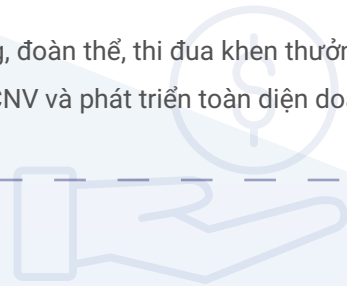 , đoàn thể, thi đua khen thưởn
CNV và phát triển toàn diện do